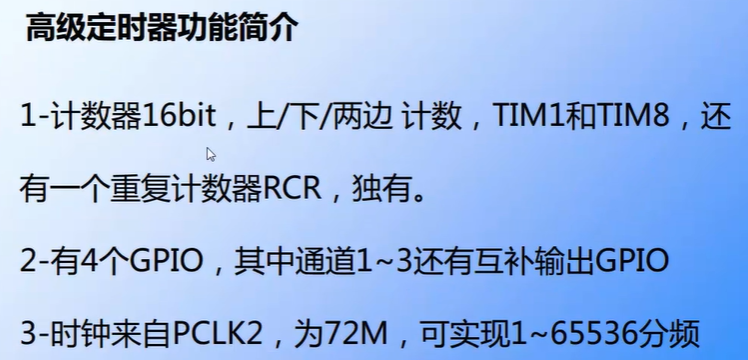 高级定时器功能简介
1-计数器16bit，上/下/两边 计数，TIM1和TIM8，还
有一个重复计数器RCR，独有。
2-有4个GPIO，其中通道1~3还有互补输出GPIO
3-时钟来自PCLK2，为72M，可实现1~65536分频